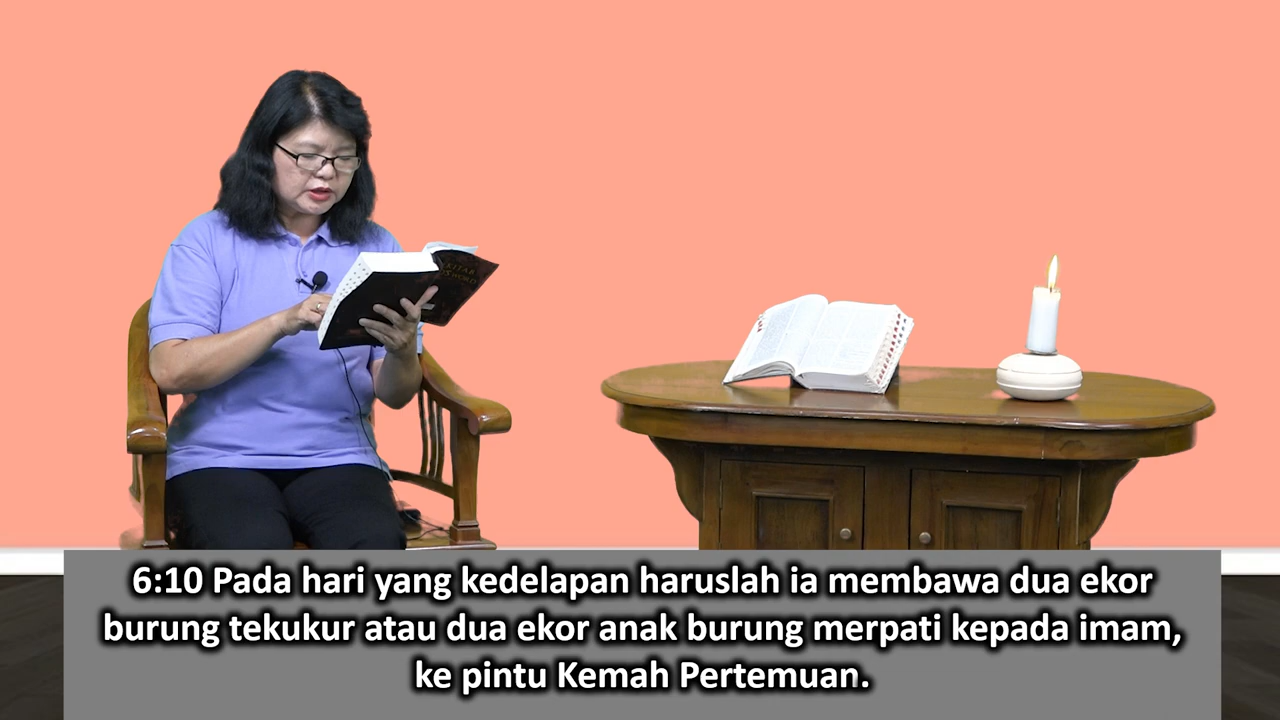 KITAB
6:10 Pada hari yang kedelapan haruslah ia membawa dua ekor
burung tekukur atau dua ekor anak burung merpati kepada imam,
ke pintu Kemah Pertemuan.